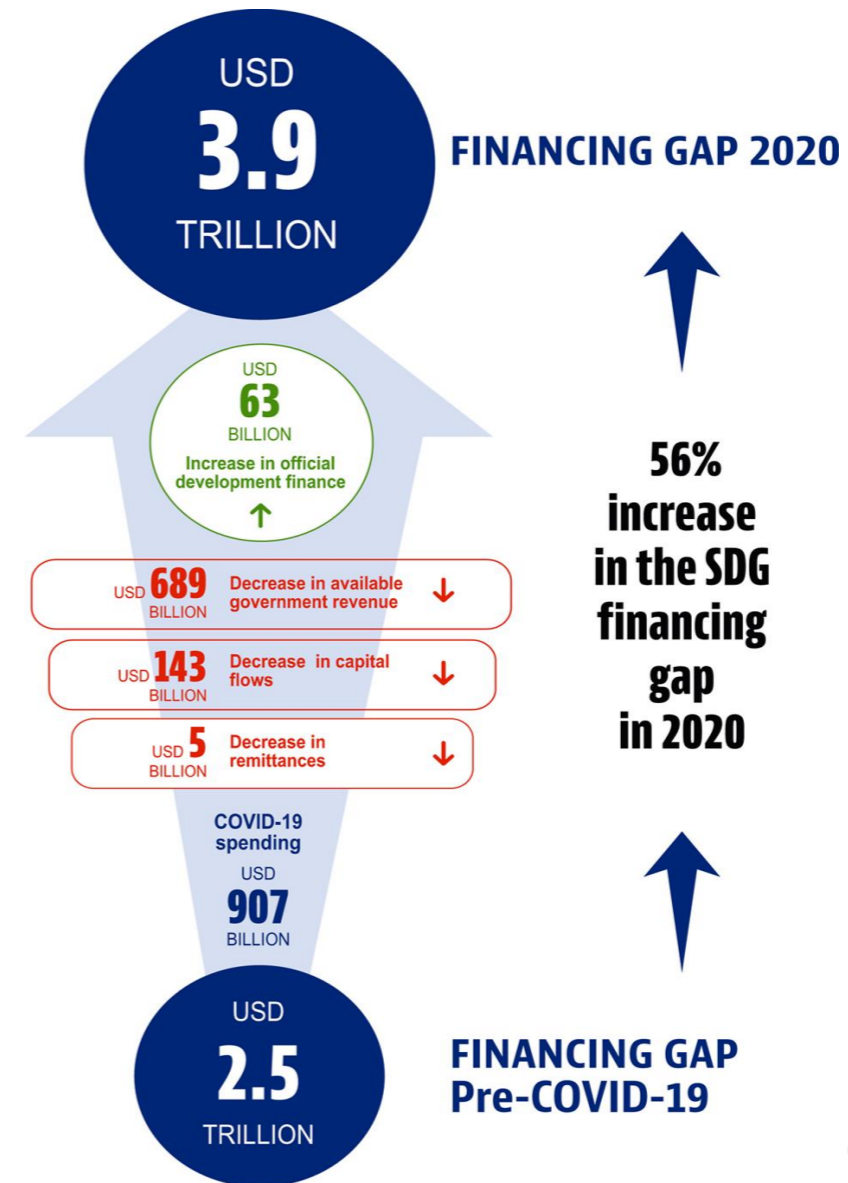 USD
3.9
TRILLION
FINANCING GAP 2020
USD
63
BILLION
Increase in official
development finance
56%
increase
in the SDG
financing
gap
in 2020
USD 689
BILLION
Decrease in available
government revenue
USD 143
BILLION
Decrease in capital
flows
USD 5
BILLION
Decrease in
remittances
COVID-19
spending
USD
907
BILLION
USD
2.5
TRILLION
FINANCING GAP
Pre-COVID-19